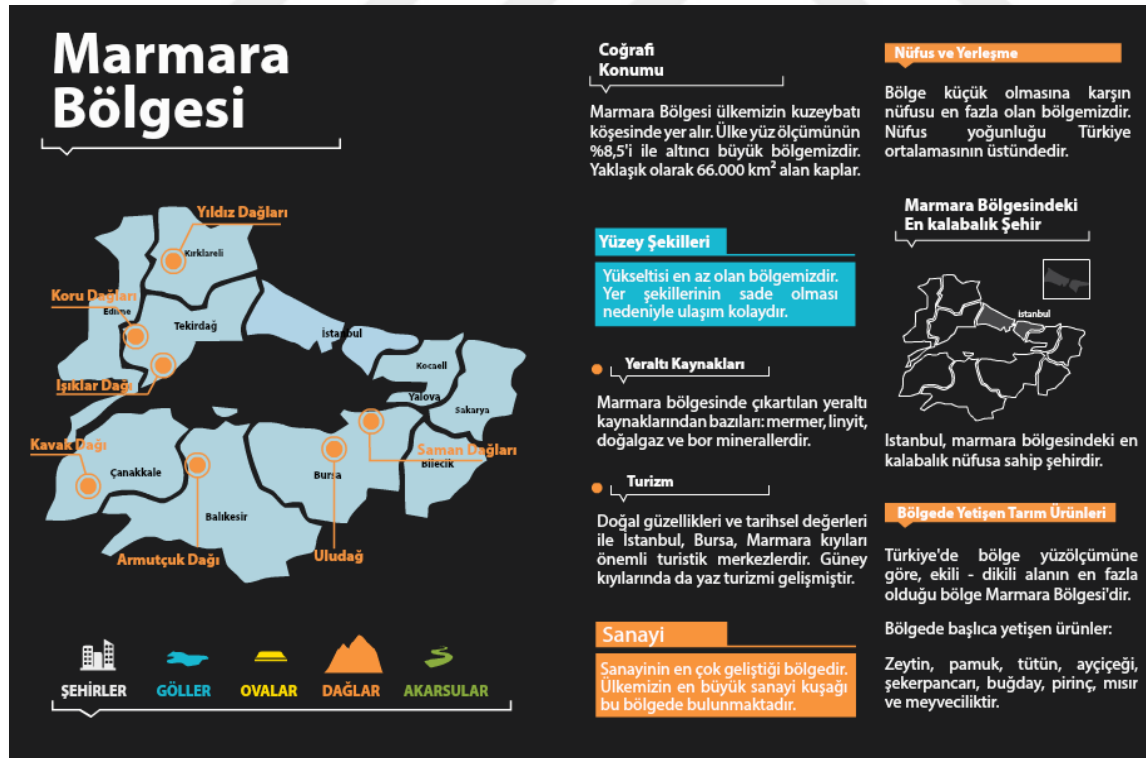 Marmara
Bölgesi
Yıldız Dağları
Kırklareli
Koru Dağları
Edirne
Tekirdağ
İstanbul
Işıklar Dağı
Kocaeli
Yalova
Sakarya
Kavak Dağı
Çanakkale
Bursa
Saman Dağları
Bilecik
Balıkesir
Armutçuk Dağı
Uludağ
ŞEHİRLER
GÖLLER
OVALAR
DAĞLAR
AKARSULAR
Coğrafi
Konumu
Marmara Bölgesi ülkemizin kuzeybatı
köşesinde yer alır. Ülke yüz ölçümünün
%8,5'i ile altıncı büyük bölgemizdir.
Yaklaşık olarak 66.000 km² alan kaplar.
Yüzey Şekilleri
Yükseltisi en az olan bölgemizdir.
Yer şekillerinin sade olması
nedeniyle ulaşım kolaydır.
Yeraltı Kaynakları
Marmara bölgesinde çıkartılan yeraltı
kaynaklarından bazıları: mermer, linyit,
doğalgaz ve bor minerallerdir.
Turizm
Doğal güzellikleri ve tarihsel değerleri
ile İstanbul, Bursa, Marmara kıyıları
önemli turistik merkezlerdir. Güney
kıyılarında da yaz turizmi gelişmiştir.
Sanayi
Sanayinin en çok geliştiği bölgedir.
Ülkemizin en büyük sanayi kuşağı
bu bölgede bulunmaktadır.
Nüfus ve Yerleşme
Bölge küçük olmasına karşın
nüfusu en fazla olan bölgemizdir.
Nüfus yoğunluğu Türkiye
ortalamasının üstündedir.
Marmara Bölgesindeki
En kalabalık Şehir
İstanbul
Istanbul, marmara bölgesindeki en
kalabalık nüfusa sahip şehirdir.
Bölgede Yetişen Tarım Ürünleri
Türkiye'de bölge yüzölçümüne
göre, ekili - dikili alanın en fazla
olduğu bölge Marmara Bölgesi'dir.
Bölgede başlıca yetişen ürünler:
Zeytin, pamuk, tütün, ayçiçeği,
şekerpancarı, buğday, pirinç, mısır
ve meyveciliktir.